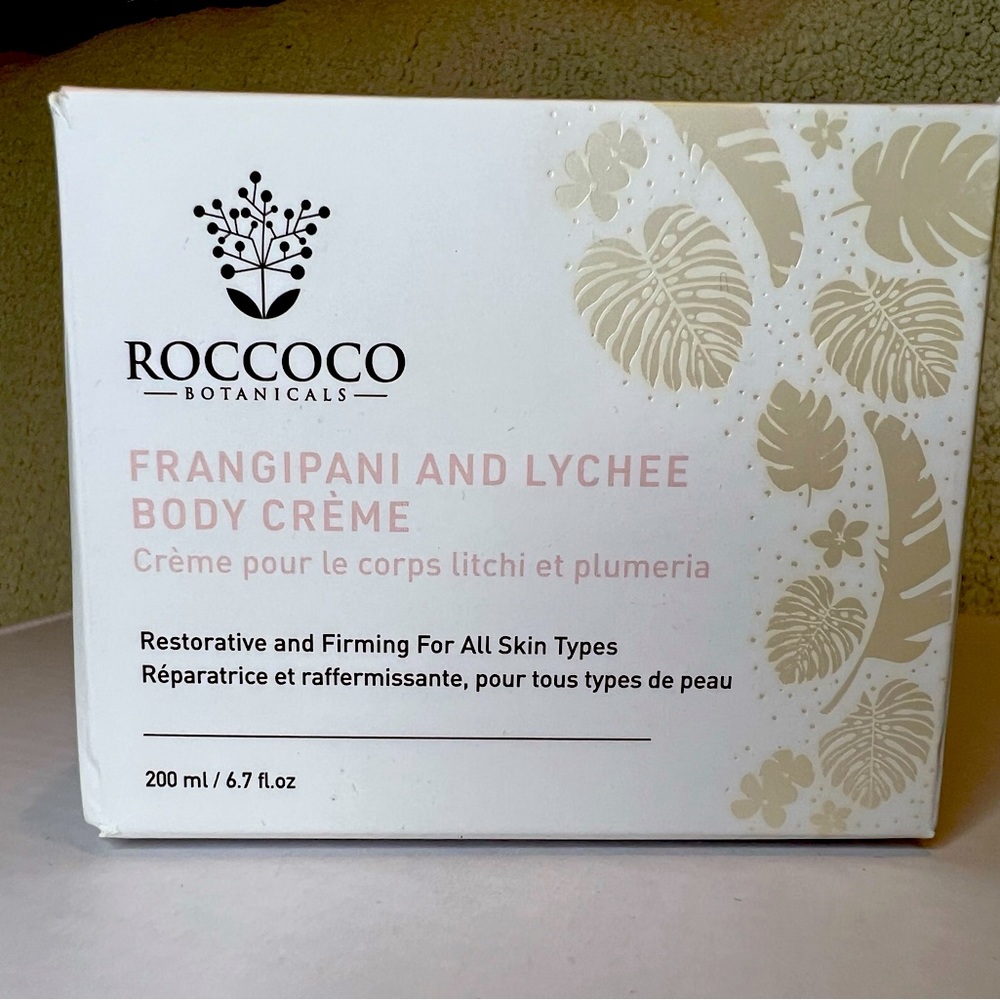 ROCCOCO
BOTANICALS
FRANGIPANI AND LYCHEE
BODY CRÈME
Crème pour le corps litchi et plumeria
Restorative and Firming For All Skin Types
Réparatrice et raffermissante, pour tous types de peau
200 ml / 6.7 fl.oz